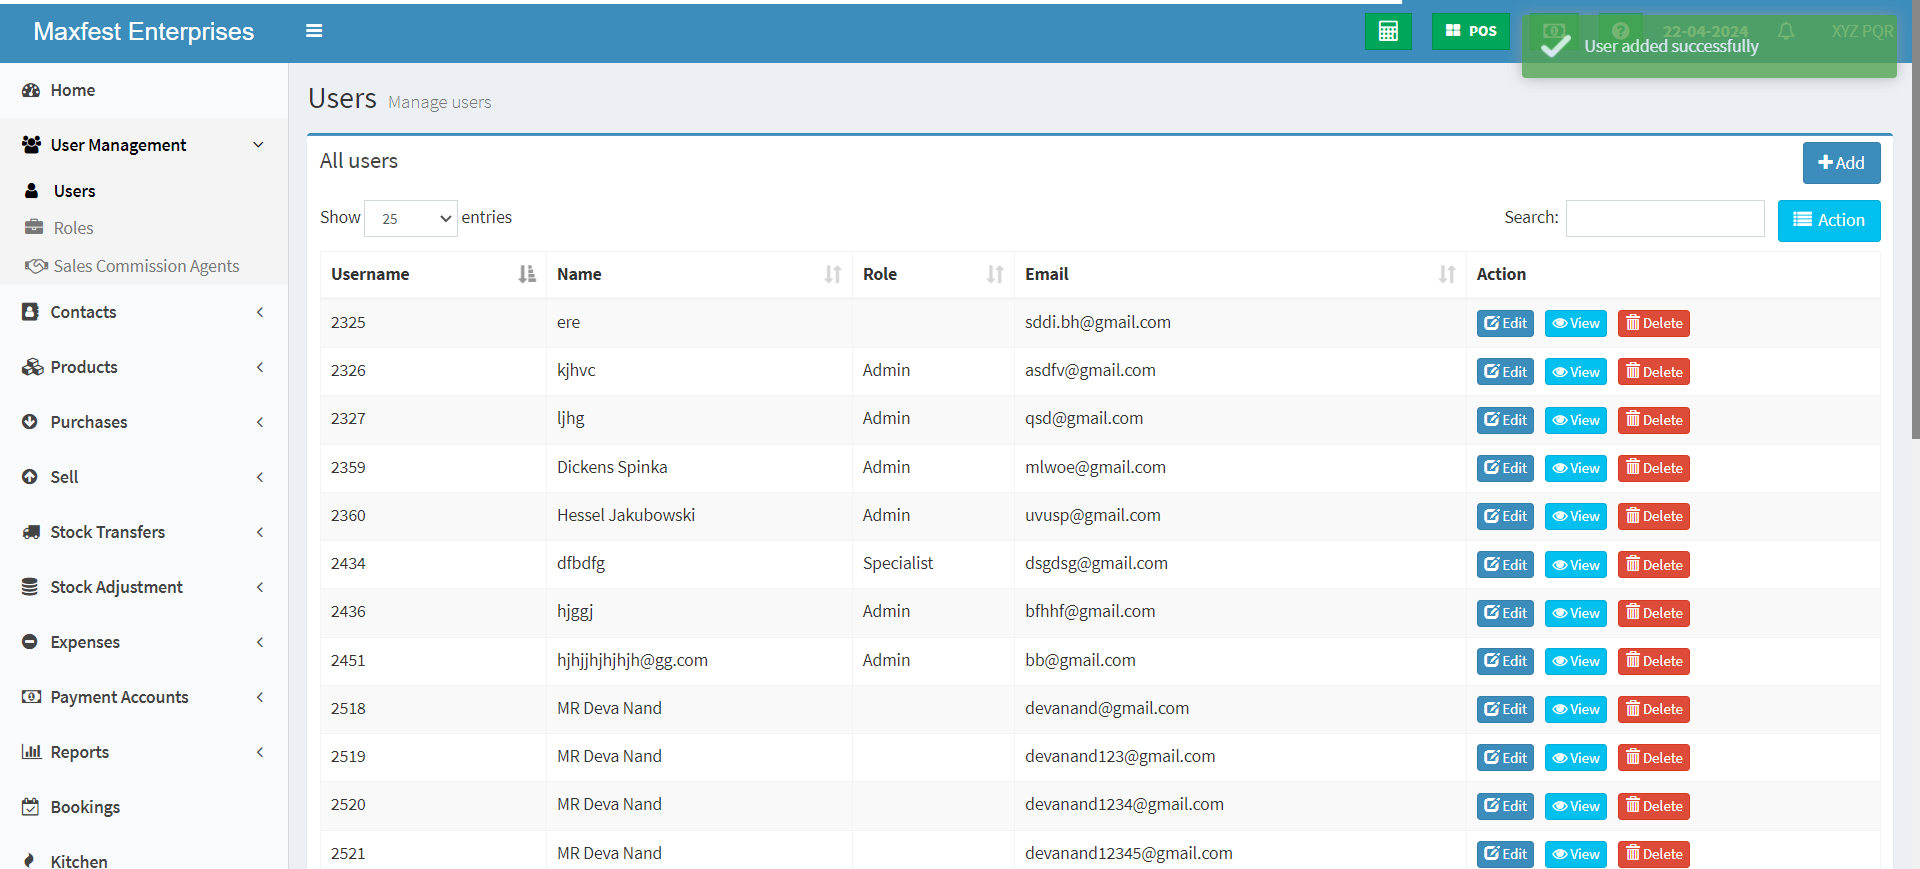 Maxfest Enterprises
POS
22-04-2024
XYZ PQR
User added successfully
Home
User Management
Users
Roles
Sales Commission Agents
Contacts
Products
Purchases
Sell
Stock Transfers
Stock Adjustment
Expenses
Payment Accounts
Reports
Bookings
Kitchen
Users Manage users
All users
Add
Show 25 entries
Search:
Action
Username Name Role Email Action
2325 ere sddi.bh@gmail.com Edit View Delete
2326 kjhvc Admin asdfv@gmail.com Edit View Delete
2327 ljhg Admin qsd@gmail.com Edit View Delete
2359 Dickens Spinka Admin mlwoe@gmail.com Edit View Delete
2360 Hessel Jakubowski Admin uvusp@gmail.com Edit View Delete
2434 dfbdfg Specialist dsgdsg@gmail.com Edit View Delete
2436 hjggj Admin bfhhf@gmail.com Edit View Delete
2451 hjhjjhjhjhjh@gg.com Admin bb@gmail.com Edit View Delete
2518 MR Deva Nand devanand@gmail.com Edit View Delete
2519 MR Deva Nand devanand123@gmail.com Edit View Delete
2520 MR Deva Nand devanand1234@gmail.com Edit View Delete
2521 MR Deva Nand devanand12345@gmail.com Edit View Delete